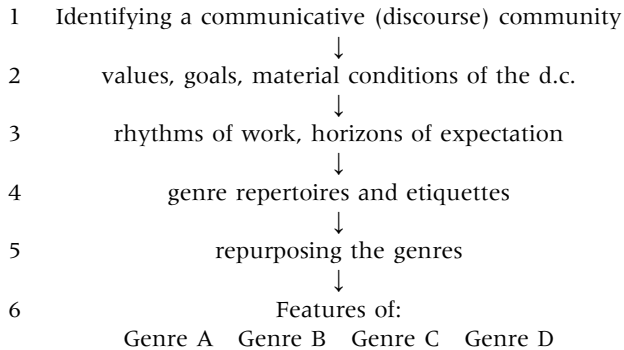 1 Identifying a communicative (discourse) community
↓
2 values, goals, material conditions of the d.c.
↓
3 rhythms of work, horizons of expectation
↓
4 genre repertoires and etiquettes
↓
5 repurposing the genres
↓
6 Features of:
Genre A Genre B Genre C Genre D